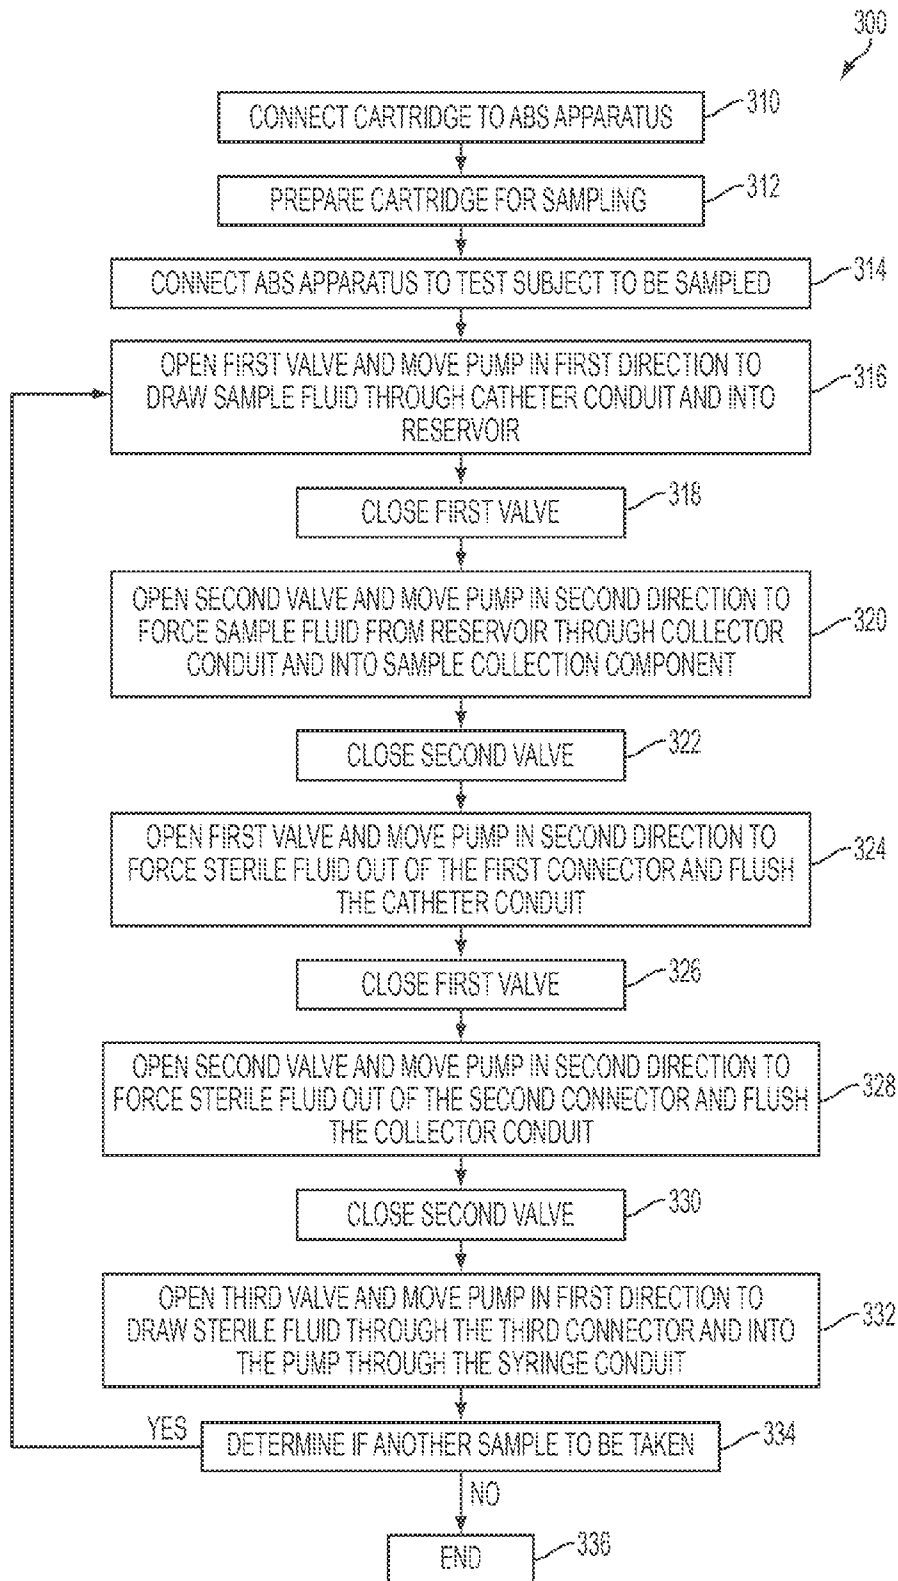 300
CONNECT CARTRIDGE TO ABS APPARATUS
310
PREPARE CARTRIDGE FOR SAMPLING
312
CONNECT ABS APPARATUS TO TEST SUBJECT TO BE SAMPLED
314
OPEN FIRST VALVE AND MOVE PUMP IN FIRST DIRECTION TO
DRAW SAMPLE FLUID THROUGH CATHETER CONDUIT AND INTO
RESERVOIR
316
CLOSE FIRST VALVE
318
OPEN SECOND VALVE AND MOVE PUMP IN SECOND DIRECTION TO
FORCE SAMPLE FLUID FROM RESERVOIR THROUGH COLLECTOR
CONDUIT AND INTO SAMPLE COLLECTION COMPONENT
320
CLOSE SECOND VALVE
322
OPEN FIRST VALVE AND MOVE PUMP IN SECOND DIRECTION TO
FORCE STERILE FLUID OUT OF THE FIRST CONNECTOR AND FLUSH
THE CATHETER CONDUIT
324
CLOSE FIRST VALVE
326
OPEN SECOND VALVE AND MOVE PUMP IN SECOND DIRECTION TO
FORCE STERILE FLUID OUT OF THE SECOND CONNECTOR AND FLUSH
THE COLLECTOR CONDUIT
328
CLOSE SECOND VALVE
330
OPEN THIRD VALVE AND MOVE PUMP IN FIRST DIRECTION TO
DRAW STERILE FLUID THROUGH THE THIRD CONNECTOR AND INTO
THE PUMP THROUGH THE SYRINGE CONDUIT
332
YES
DETERMINE IF ANOTHER SAMPLE TO BE TAKEN
334
NO
END
336